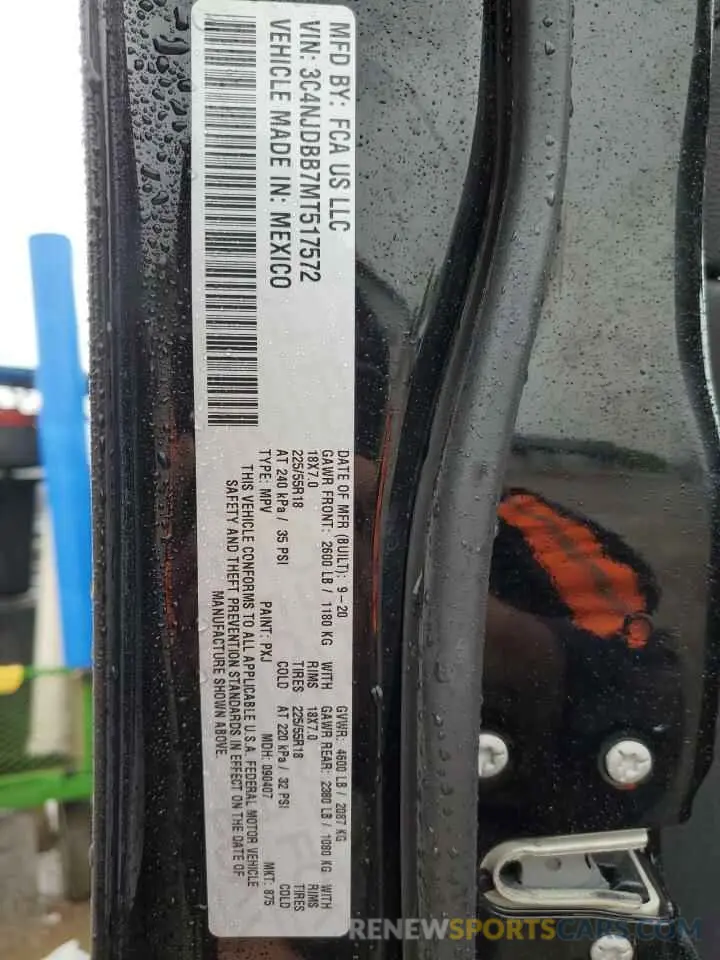 MFD BY: FCA US LLC
VIN: 3C4NJDBB7MT517572
VEHICLE MADE IN: MEXICO
DATE OF MFR (BUILT): 9-20 GVWR: 4600 LB / 2087 KG
GAWR FRONT: 2600 LB / 1180 KG WITH GAWR REAR: 2380 LB / 1080 KG WITH
18X7.0 RIMS 18X7.0 RIMS
225/55R18 TIRES 225/55R18 TIRES
AT 240 kPa / 35 PSI COLD AT 220 kPa / 32 PSI COLD
TYPE: MPV PAINT: PXJ MDH: 090407 MKT: 875
THIS VEHICLE CONFORMS TO ALL APPLICABLE U.S.A. FEDERAL MOTOR VEHICLE
SAFETY AND THEFT PREVENTION STANDARDS IN EFFECT ON THE DATE OF
MANUFACTURE SHOWN ABOVE
RENEWSPORTSCARS.COM